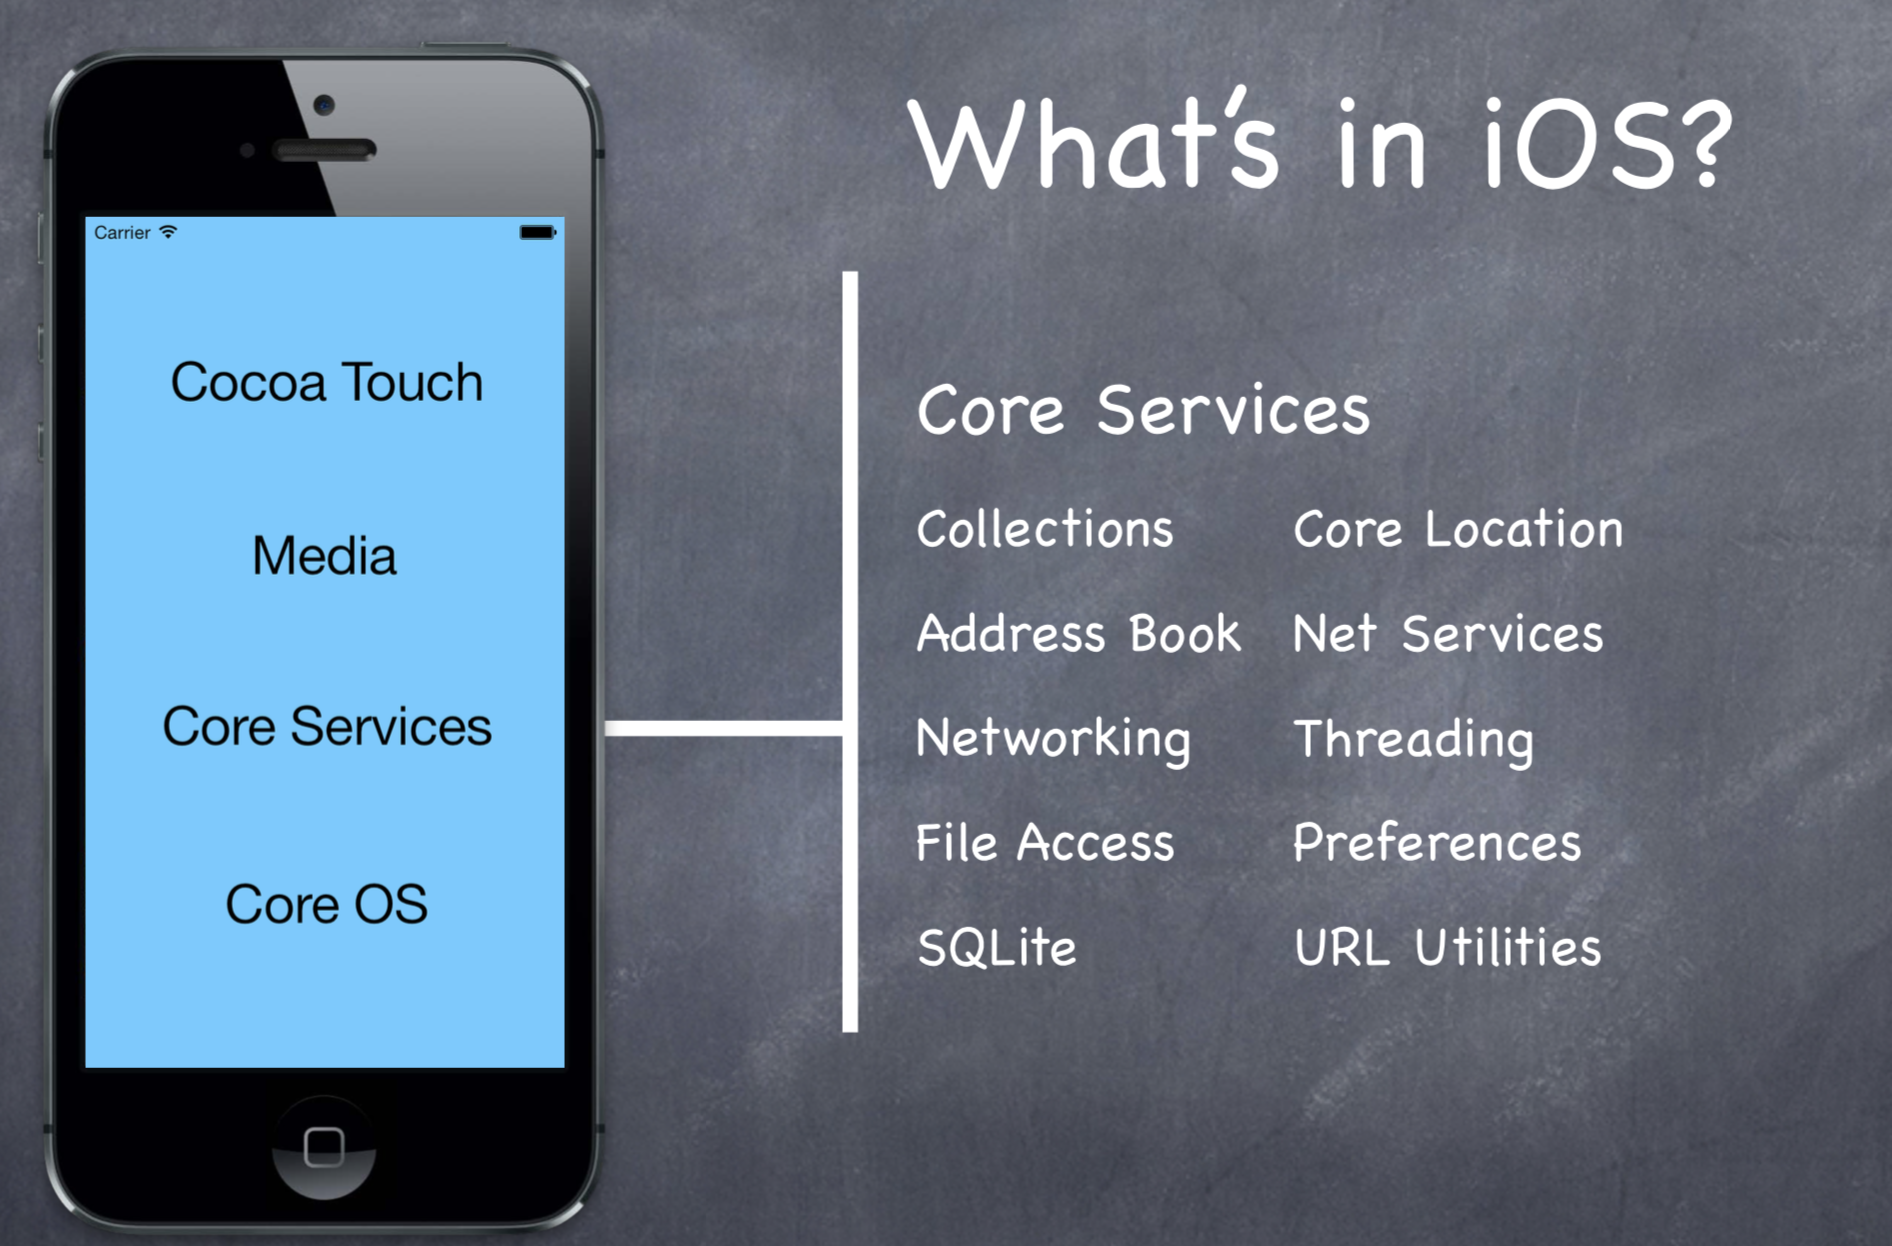 What's in iOS?
Carrier
Cocoa Touch
Media
Core Services
Core OS
Core Services
Collections Core Location
Address Book Net Services
Networking Threading
File Access Preferences
SQLite URL Utilities